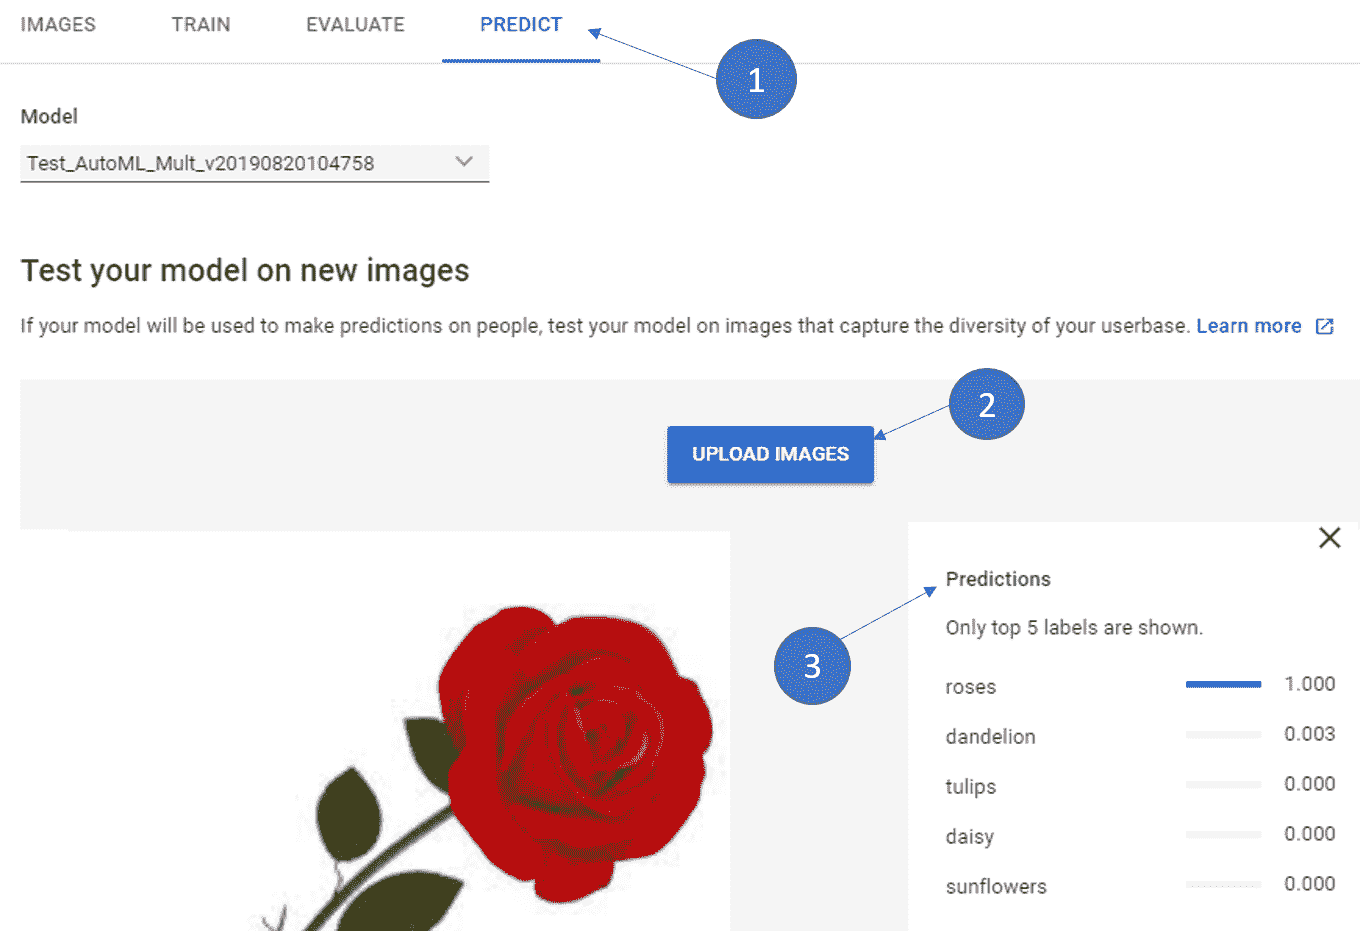 IMAGES TRAIN EVALUATE PREDICT
1
Model
Test_AutoML_Mult_v20190820104758
Test your model on new images
If your model will be used to make predictions on people, test your model on images that capture the diversity of your userbase. Learn more
2
UPLOAD IMAGES
Predictions
3
Only top 5 labels are shown.
roses 1.000
dandelion 0.003
tulips 0.000
daisy 0.000
sunflowers 0.000